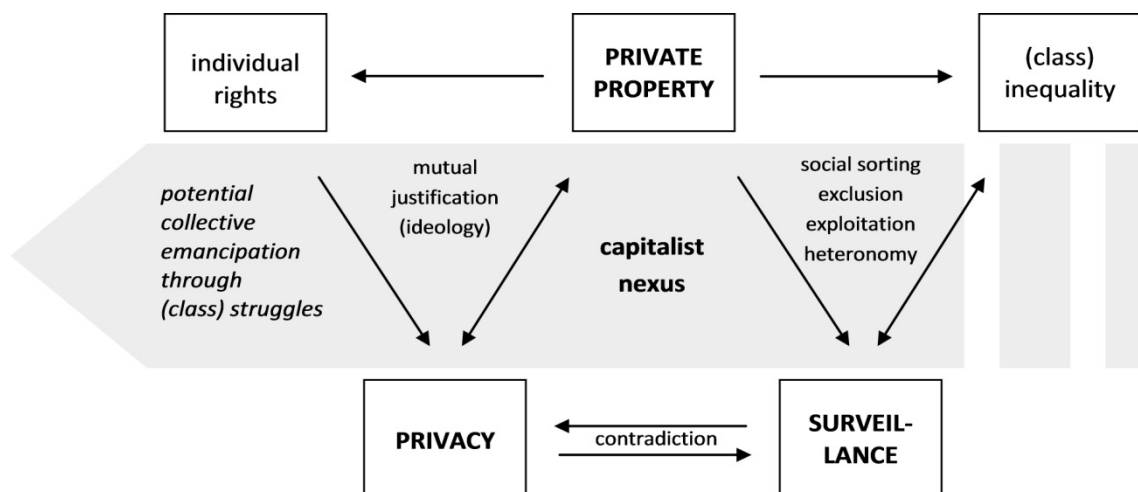 individual
rights
PRIVATE
PROPERTY
(class)
inequality
potential
collective
emancipation
through
(class) struggles
mutual
justification
(ideology)
capitalist
nexus
social sorting
exclusion
exploitation
heteronomy
PRIVACY
contradiction
SURVEIL-
LANCE